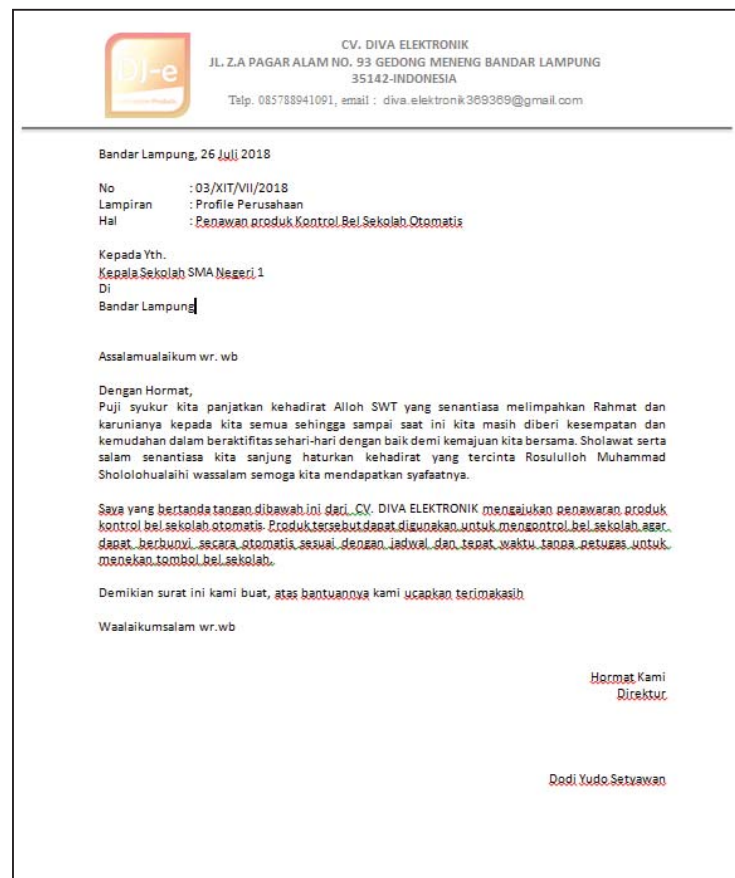 DJ-e
CV. DIVA ELEKTRONIK
JL. Z.A PAGAR ALAM NO. 93 GEDONG MENENG BANDAR LAMPUNG
35142-INDONESIA
Telp. 085788941091, email : diva.elektronik369369@gmail.com
Bandar Lampung, 26 Juli 2018
No : 03/XIT/VII/2018
Lampiran : Profile Perusahaan
Hal : Penawan produk Kontrol Bel Sekolah Otomatis
Kepada Yth.
Kepala Sekolah SMA Negeri 1
Di
Bandar Lampung
Assalamualaikum wr. wb
Dengan Hormat,
Puji syukur kita panjatkan kehadirat Alloh SWT yang senantiasa melimpahkan Rahmat dan
karunianya kepada kita semua sehingga sampai saat ini kita masih diberi kesempatan dan
kemudahan dalam beraktifitas sehari-hari dengan baik demi kemajuan kita bersama. Sholawat serta
salam senantiasa kita sanjung haturkan kehadirat yang tercinta Rosululloh Muhammad
Shololohualaihi wassalam semoga kita mendapatkan syafaatnya.
Saya yang bertanda tangan dibawah ini dari CV. DIVA ELEKTRONIK mengajukan penawaran produk
kontrol bel sekolah otomatis. Produk tersebut dapat digunakan untuk mengontrol bel sekolah agar
dapat berbunyi secara otomatis sesuai dengan jadwal dan tepat waktu tanpa petugas untuk
menekan tombol bel sekolah.
Demikian surat ini kami buat, atas bantuannya kami ucapkan terimakasih
Waalaikumsalam wr.wb
Hormat Kami
Direktur
Dodi Yudo Setyawan